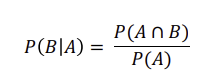 P(B|A) = P(A ∩ B) / P(A)